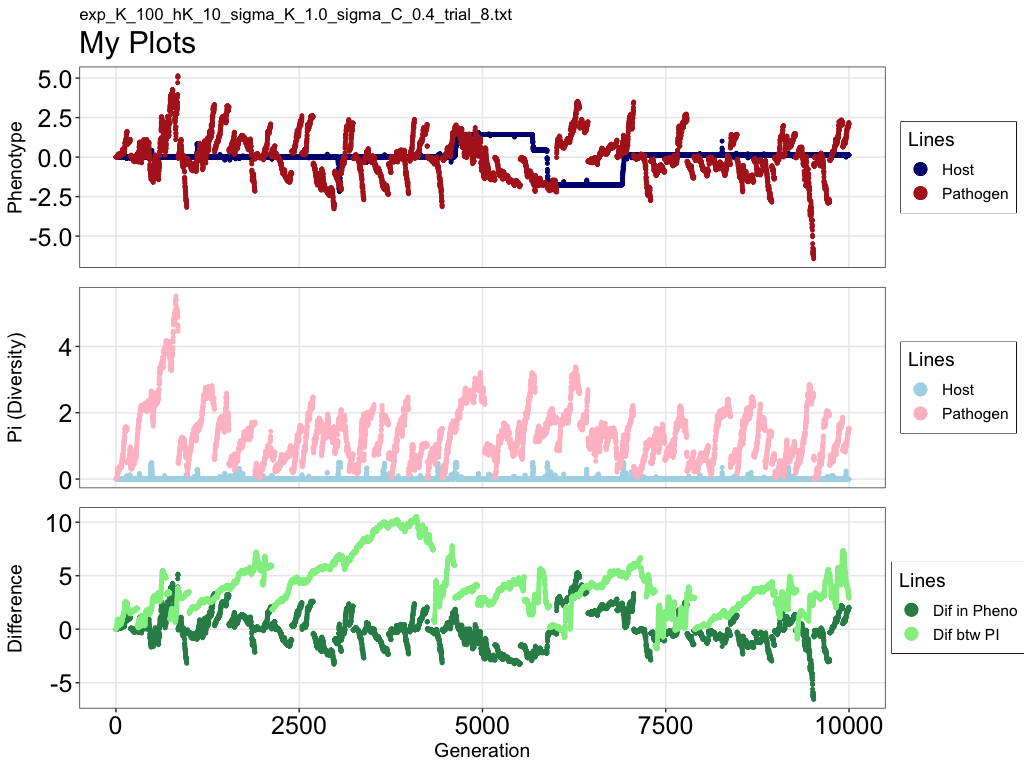 exp_K_100_hK_10_sigma_K_1.0_sigma_C_0.4_trial_8.txt
My Plots
Phenotype
5.0
2.5
0.0
-2.5
-5.0
Lines
Host
Pathogen
Pi (Diversity)
4
2
0
Lines
Host
Pathogen
Difference
10
5
0
-5
Lines
Dif in Pheno
Dif btw PI
0 2500 5000 7500 10000
Generation